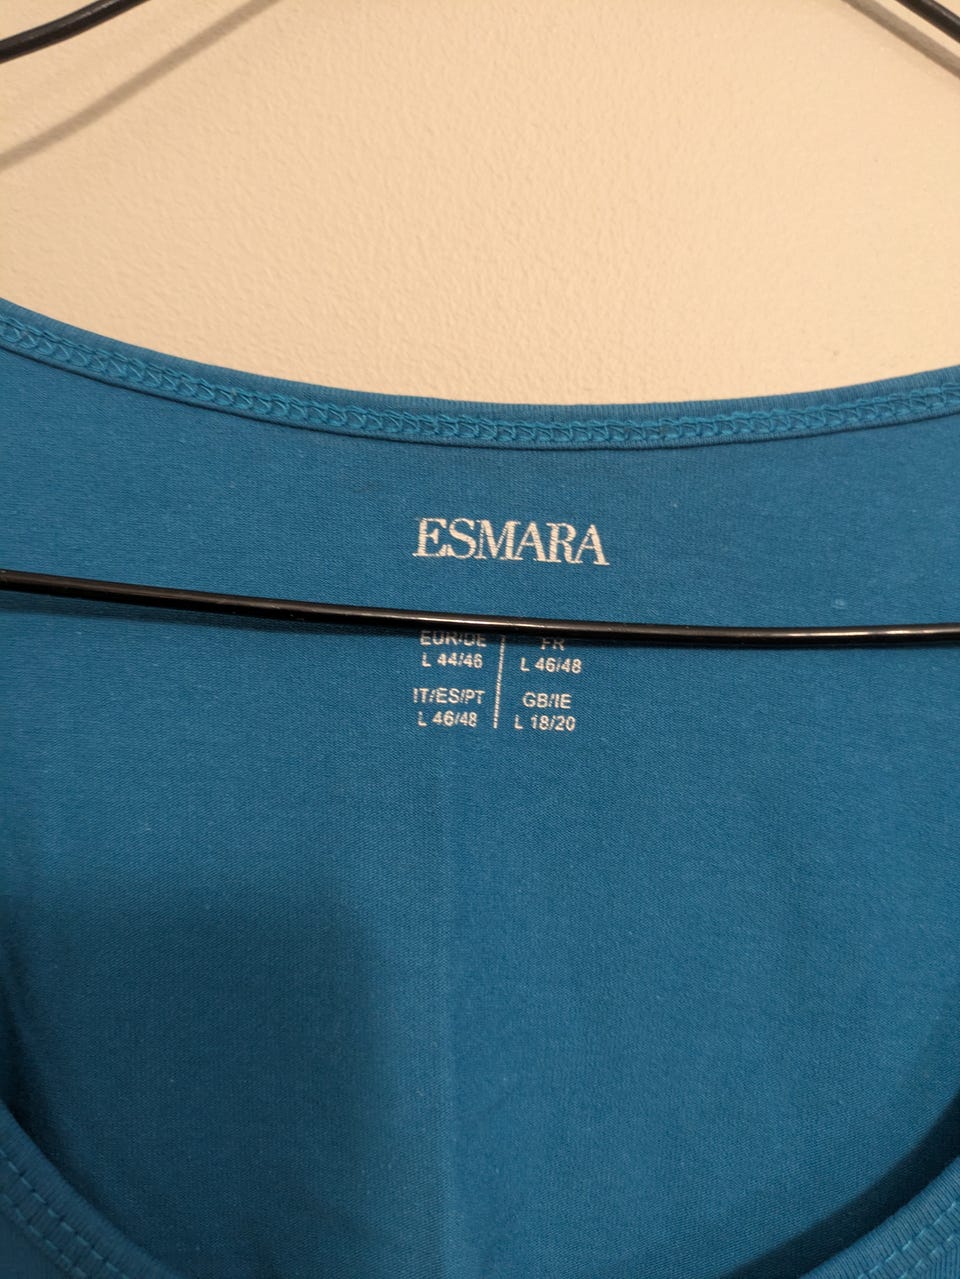 ESMARA
EUR/DE
L 44/46
FR
L 46/48
IT/ES/PT
L 46/48
GB/IE
L 18/20